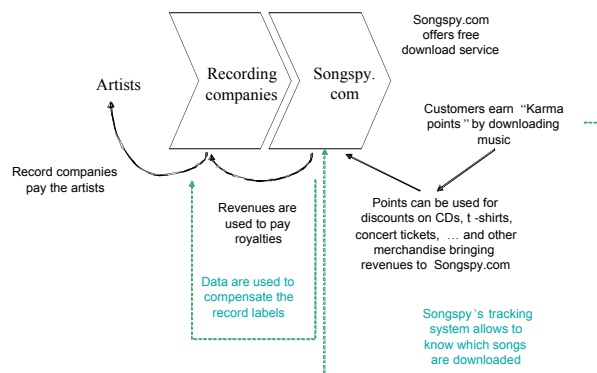 Songspy.com
offers free
download service
Artists
Recording
companies
Songspy.
com
Customers earn “Karma
points ” by downloading
music
Record companies
pay the artists
Revenues are
used to pay
royalties
Points can be used for
discounts on CDs, t -shirts,
concert tickets, … and other
merchandise bringing
revenues to Songspy.com
Data are used to
compensate the
record labels
Songspy ’s tracking
system allows to
know which songs
are downloaded